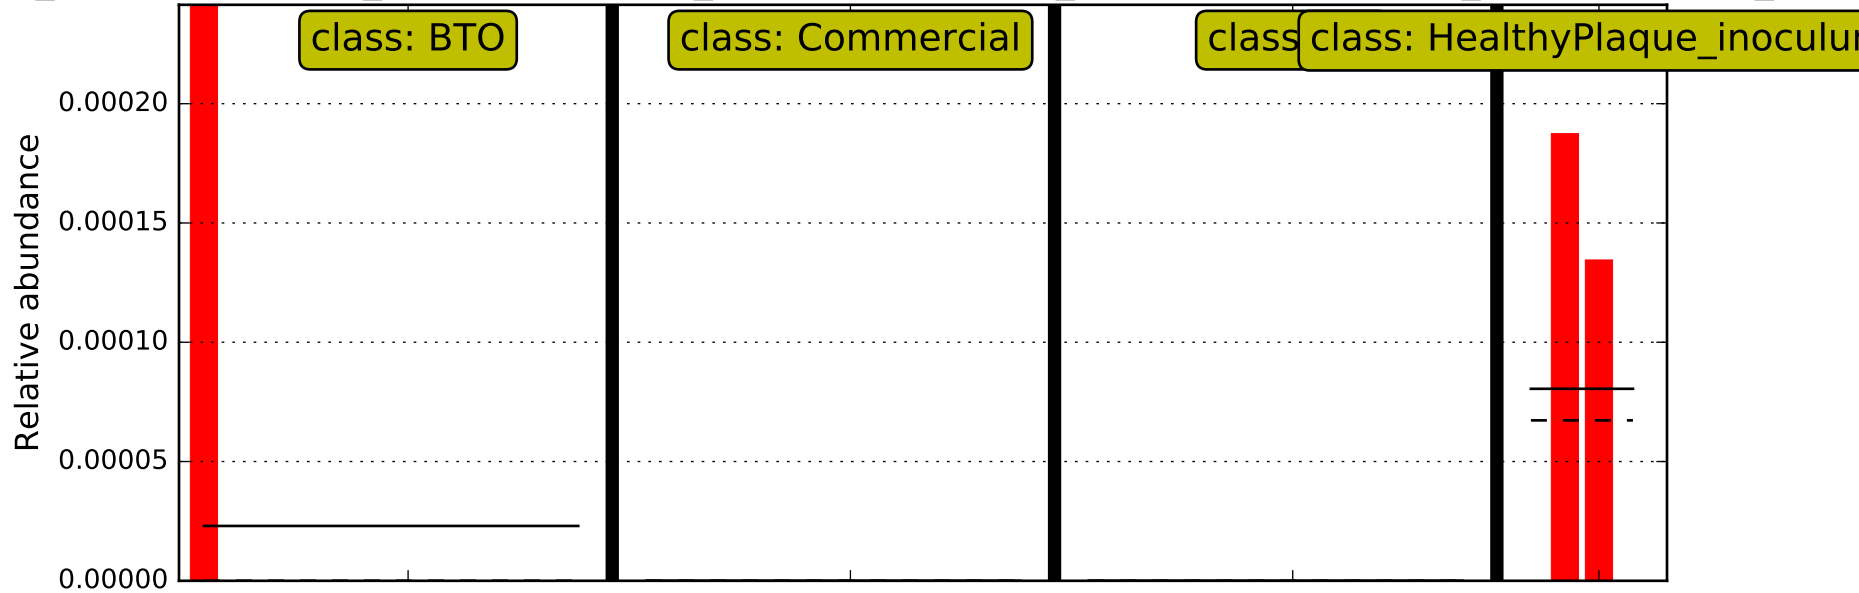 class: BTO
class: Commercial
class
class: HealthyPlaque_inoculu
0.00020
0.00015
0.00010
0.00005
0.00000
Relative abundance